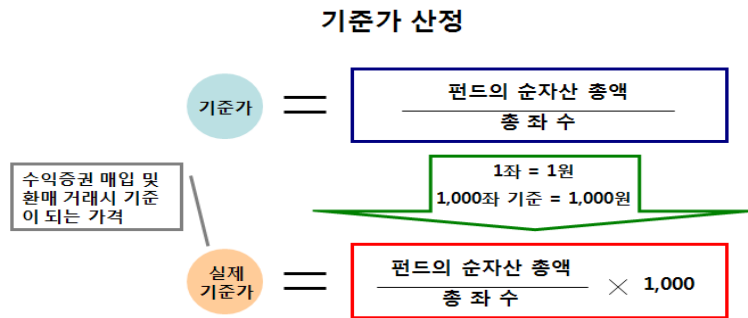 기준가 산정
기준가
=
펀드의 순자산 총액
총 좌 수
수익증권 매입 및
환매 거래시 기준
이 되는 가격
1좌 = 1원
1,000좌 기준 = 1,000원
실제
기준가
=
펀드의 순자산 총액
총 좌 수
× 1,000